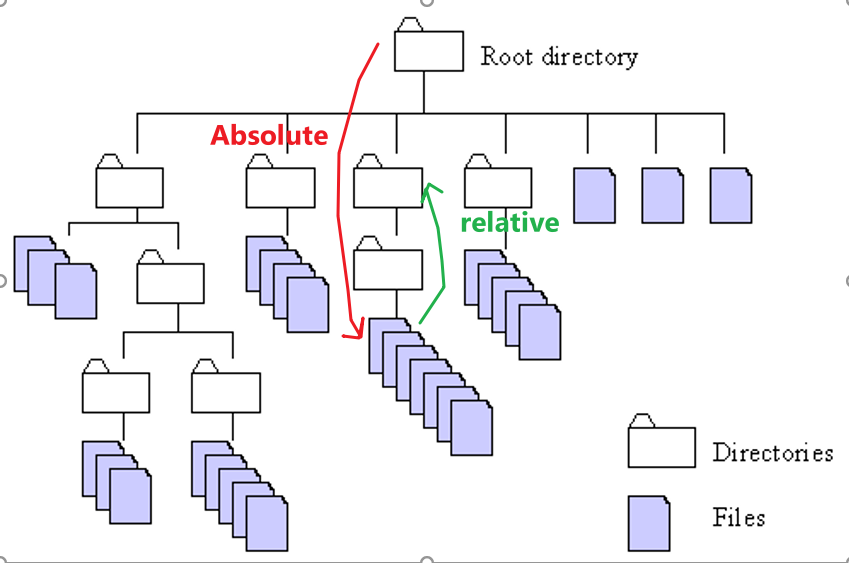 Root directory
Absolute
relative
Directories
Files